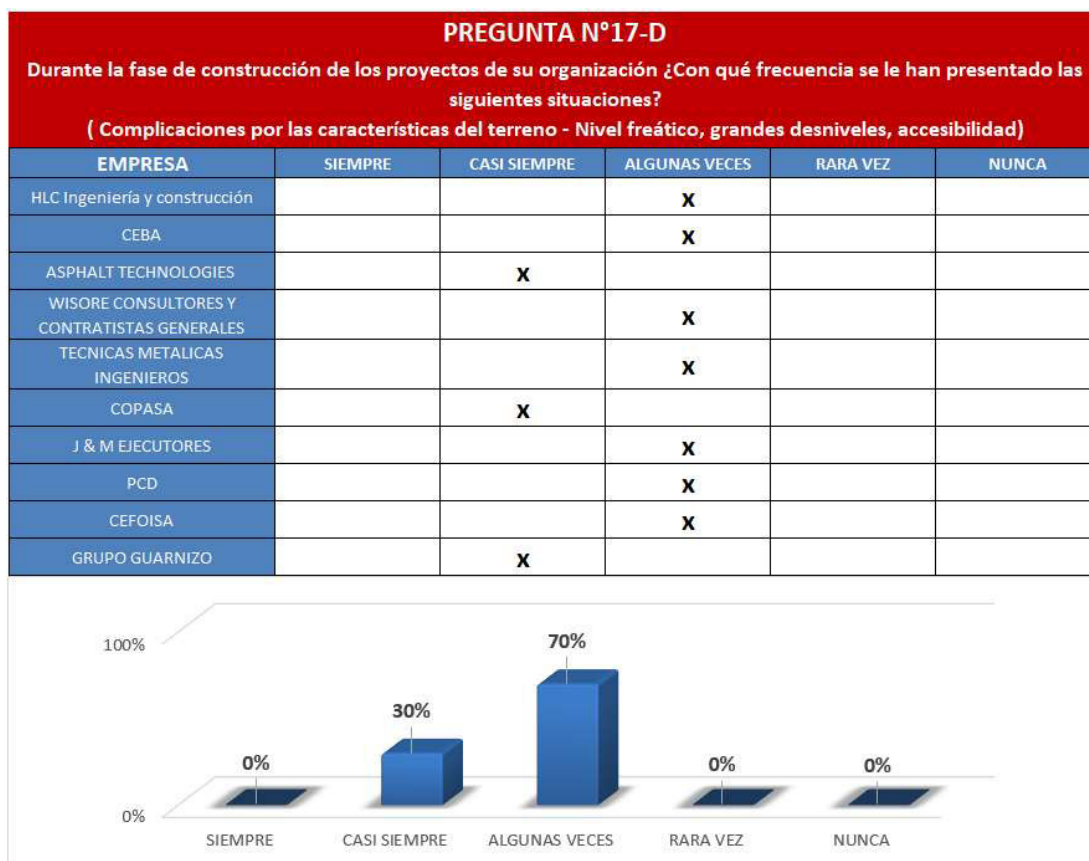 PREGUNTA N°17-D
Durante la fase de construcción de los proyectos de su organización ¿Con qué frecuencia se le han presentado las
siguientes situaciones?
( Complicaciones por las características del terreno - Nivel freático, grandes desniveles, accesibilidad)
EMPRESA SIEMPRE CASI SIEMPRE ALGUNAS VECES RARA VEZ NUNCA
HLC Ingeniería y construcción X
CEBA X
ASPHALT TECHNOLOGIES X
WISORE CONSULTORES Y
CONTRATISTAS GENERALES X
TECNICAS METALICAS
INGENIEROS X
COPASA X
J & M EJECUTORES X
PCD X
CEFOISA X
GRUPO GUARNIZO X
100%
70%
30%
0% 0% 0%
0%
SIEMPRE CASI SIEMPRE ALGUNAS VECES RARA VEZ NUNCA